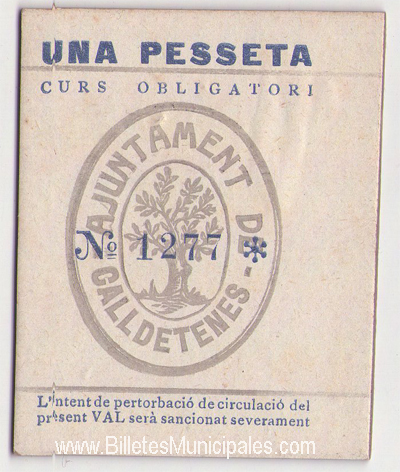 UNA PESSETA
CURS OBLIGATORI
AJUNTAMENT DE
Nº 1277 *
- CALLDETENES -
L'intent de pertorbació de circulació del
présent VAL serà sancionat severament
www.BilletesMunicipales.com